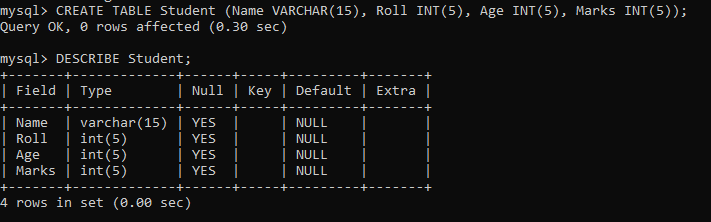 mysql> CREATE TABLE Student (Name VARCHAR(15), Roll INT(5), Age INT(5), Marks INT(5));
Query OK, 0 rows affected (0.30 sec)
mysql> DESCRIBE Student;
+-------+-------------+------+-----+---------+-------+
| Field | Type        | Null | Key | Default | Extra |
+-------+-------------+------+-----+---------+-------+
| Name  | varchar(15) | YES  |     | NULL    |       |
| Roll  | int(5)      | YES  |     | NULL    |       |
| Age   | int(5)      | YES  |     | NULL    |       |
| Marks | int(5)      | YES  |     | NULL    |       |
+-------+-------------+------+-----+---------+-------+
4 rows in set (0.00 sec)